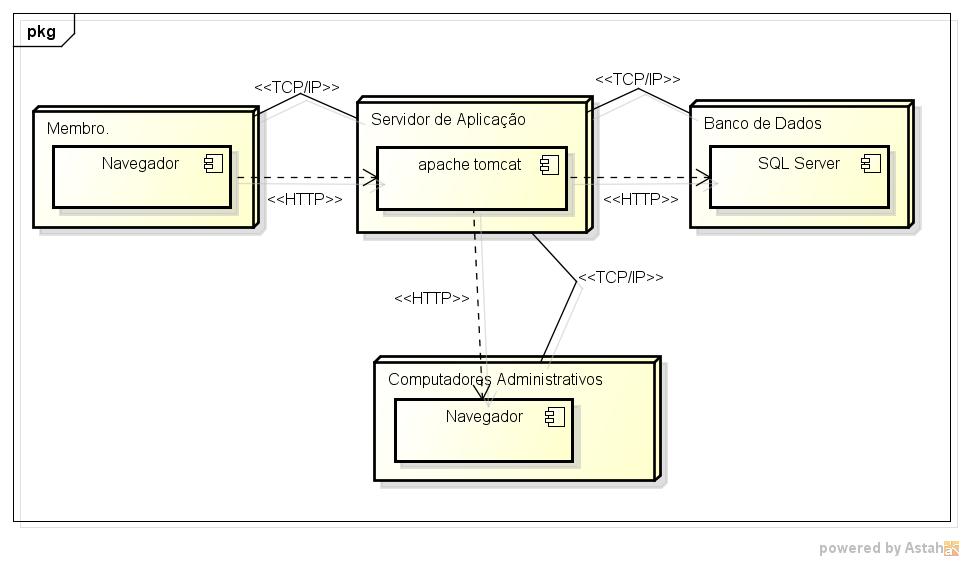 pkg
<<TCP/IP>>
<<TCP/IP>>
Membro.
Servidor de Aplicação
Banco de Dados
Navegador
apache tomcat
SQL Server
<<HTTP>>
<<HTTP>>
<<TCP/IP>>
<<HTTP>>
Computadores Administrativos
Navegador
powered by Astah